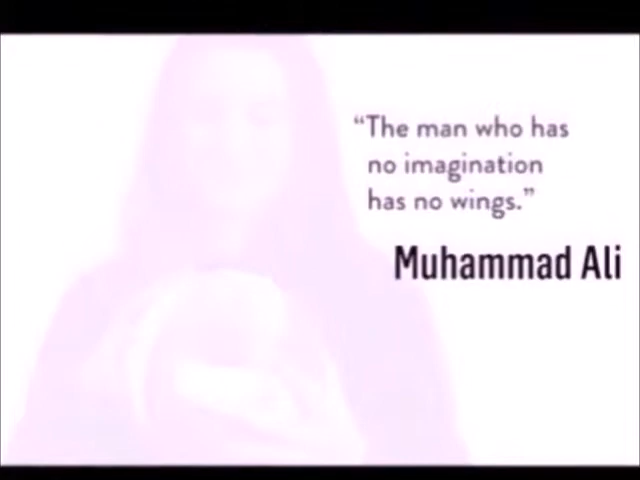 “The man who has
no imagination
has no wings.”
Muhammad Ali